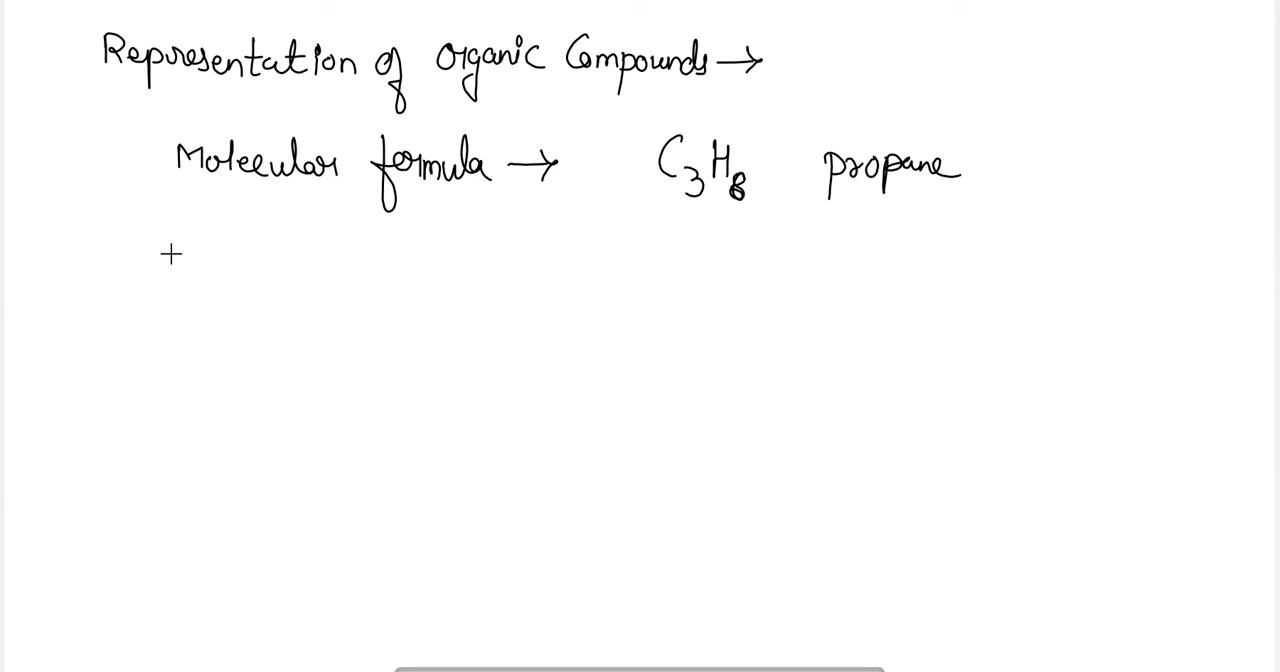 Representation of Organic Compounds →
Molecular formula → C₃H₈ propane